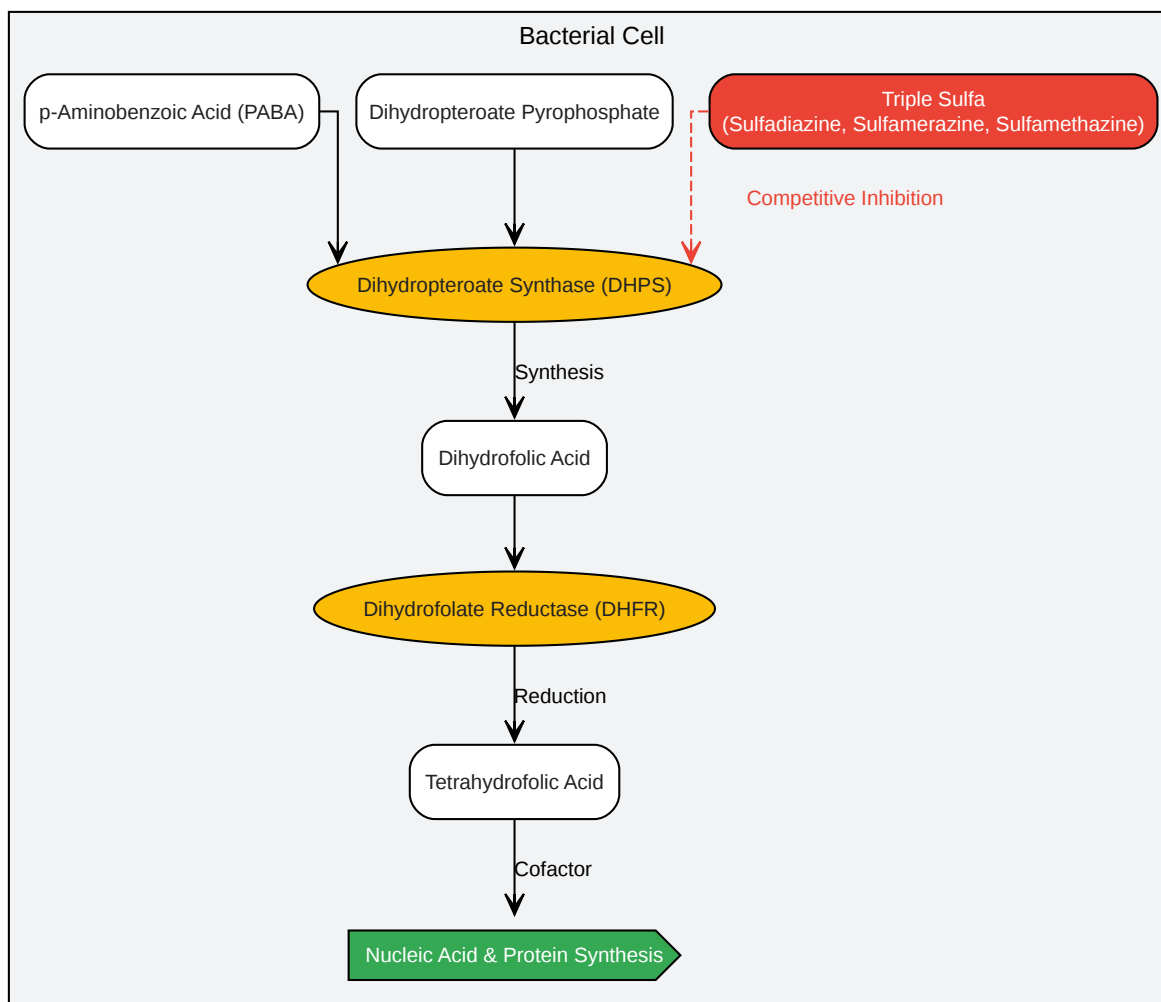 Bacterial Cell
p-Aminobenzoic Acid (PABA)
Dihydropteroate Pyrophosphate
Triple Sulfa
(Sulfadiazine, Sulfamerazine, Sulfamethazine)
Competitive Inhibition
Dihydropteroate Synthase (DHPS)
Synthesis
Dihydrofolic Acid
Dihydrofolate Reductase (DHFR)
Reduction
Tetrahydrofolic Acid
Cofactor
Nucleic Acid & Protein Synthesis